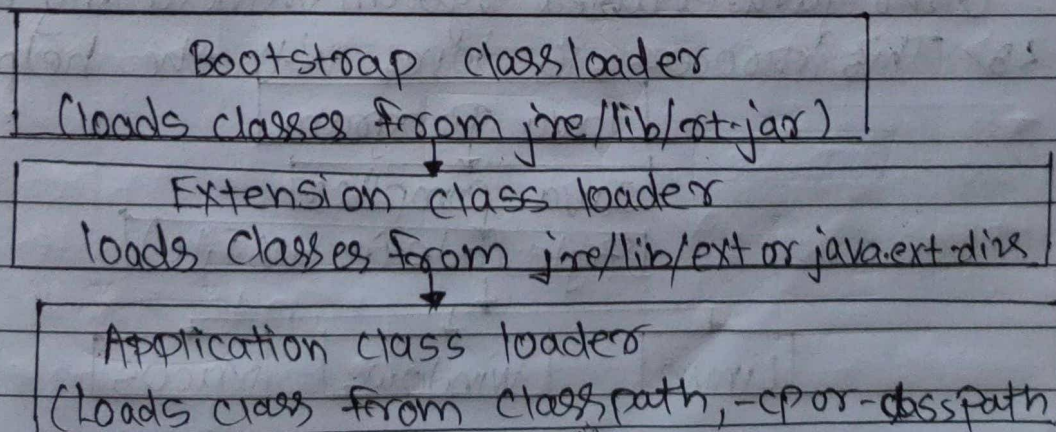 Bootstrap classloader
(loads classes from jre/lib/rt.jar)
Extension class loader
loads classes from jre/lib/ext or java.ext.dirs
Application class loader
(Loads class from classpath, -cp or -classpath